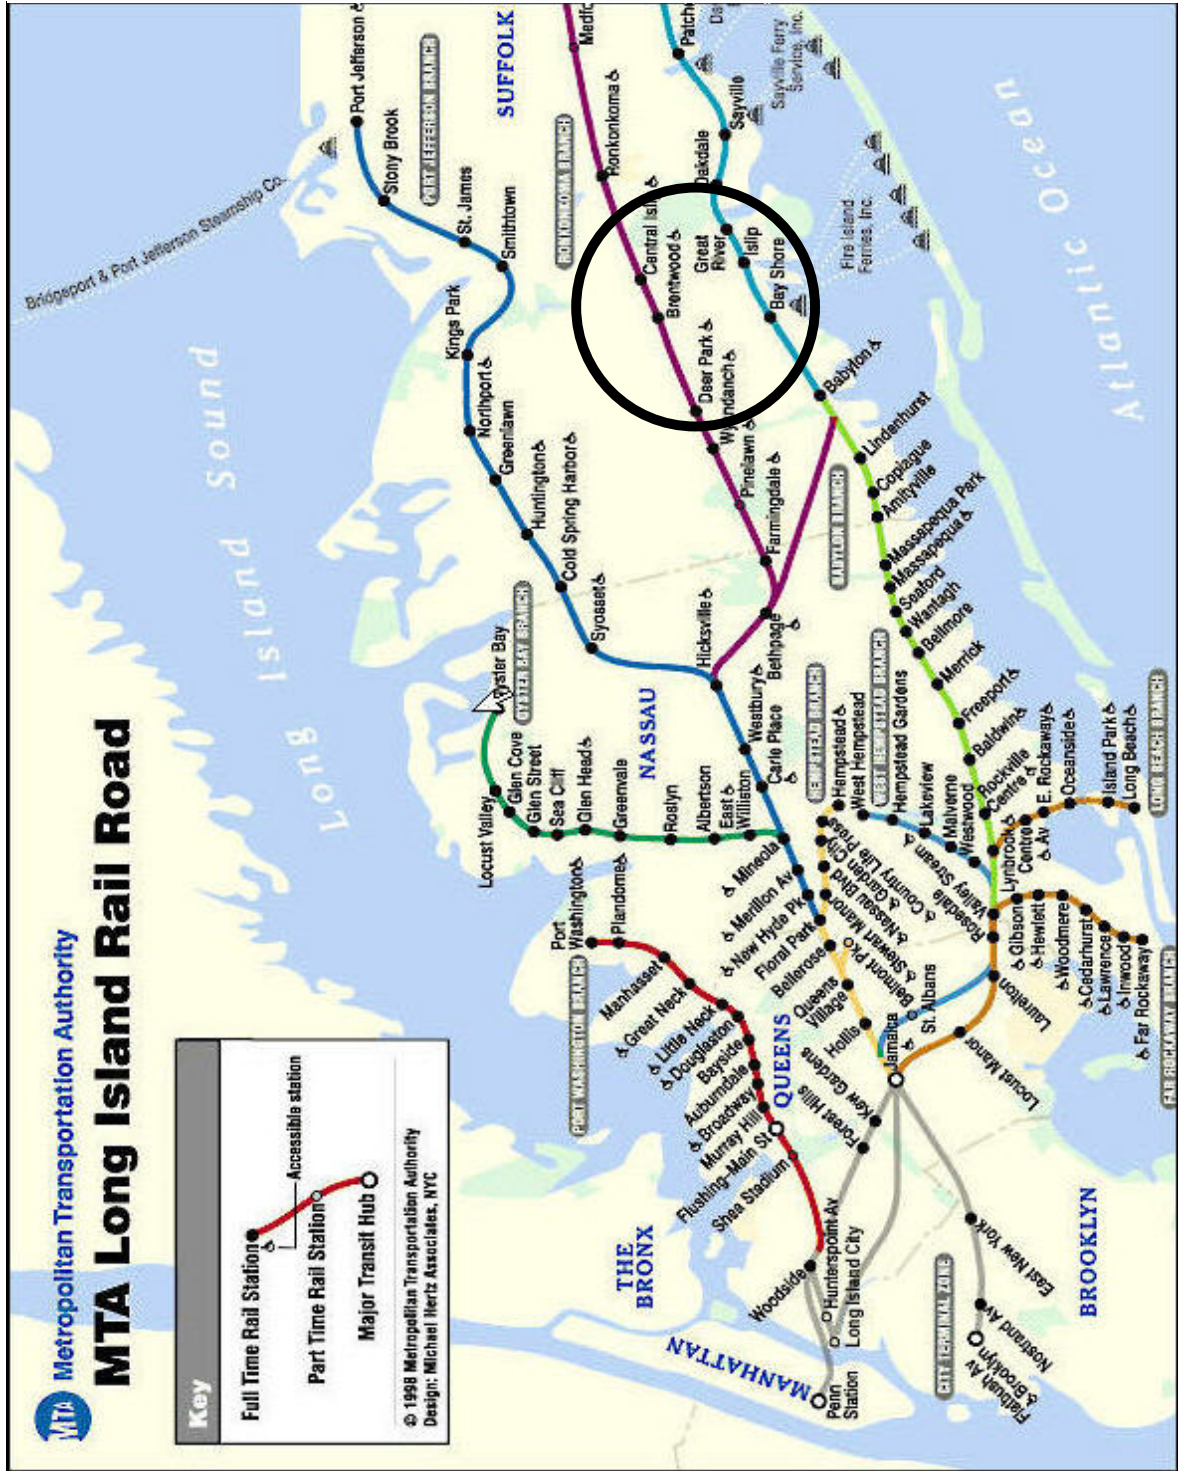 MTA Metropolitan Transportation Authority
MTA Long Island Rail Road
Key
Full Time Rail Station
Accessible station
Part Time Rail Station
Major Transit Hub
© 1998 Metropolitan Transportation Authority
Design: Michael Hertz Associates, NYC
Bridgeport & Port Jefferson Steamship Co.
Long Island Sound
Atlantic Ocean
SUFFOLK
NASSAU
QUEENS
THE
BRONX
MANHATTAN
BROOKLYN
PORT JEFFERSON BRANCH
Port Jefferson
Stony Brook
St. James
Smithtown
Kings Park
Northport
Greenlawn
Huntington
Cold Spring Harbor
Syosset
Hicksville
Westbury
Carle Place
Mineola
Merillon Av
New Hyde Pk
Floral Park
Bellerose
Queens
Village
Hollis
Jamaica
Kew Gardens
Forest Hills
Woodside
Hunterspoint Av
Long Island City
Penn
Station
RONKONKOMA BRANCH
Medfo
Ronkonkoma
Central Islip
Brentwood
Deer Park
Wyandanch
Pinelawn
Farmingdale
Bethpage
Patch
Sayville
Oakdale
Great
River
Islip
Bay Shore
Babylon
Sayville Ferry
Service, Inc.
Fire Island
Ferries, Inc.
BABYLON BRANCH
Lindenhurst
Copiague
Amityville
Massapequa Park
Massapequa
Seaford
Wantagh
Bellmore
Merrick
Freeport
Baldwin
Rockville
Centre
Lynbrook
OYSTER BAY BRANCH
Oyster Bay
Locust Valley
Glen Cove
Glen Street
Sea Cliff
Glen Head
Greenvale
Roslyn
Albertson
East
Williston
PORT WASHINGTON BRANCH
Port
Washington
Plandome
Manhasset
Great Neck
Little Neck
Douglaston
Bayside
Auburndale
Broadway
Murray Hill
Flushing-Main St
Shea Stadium
HEMPSTEAD BRANCH
Hempstead
Country Life Press
Garden City
Nassau Blvd
Stewart Manor
Belmont Pk
WEST HEMPSTEAD BRANCH
West Hempstead
Hempstead Gardens
Lakeview
Malverne
Westwood
Valley Stream
St. Albans
LONG BEACH BRANCH
Centre
Av
E. Rockaway
Oceanside
Island Park
Long Beach
FAR ROCKAWAY BRANCH
Rosedale
Laurelton
Locust Manor
Gibson
Hewlett
Woodmere
Cedarhurst
Lawrence
Inwood
Far Rockaway
CITY TERMINAL ZONE
East New York
Nostrand Av
Flatbush Av
Brooklyn